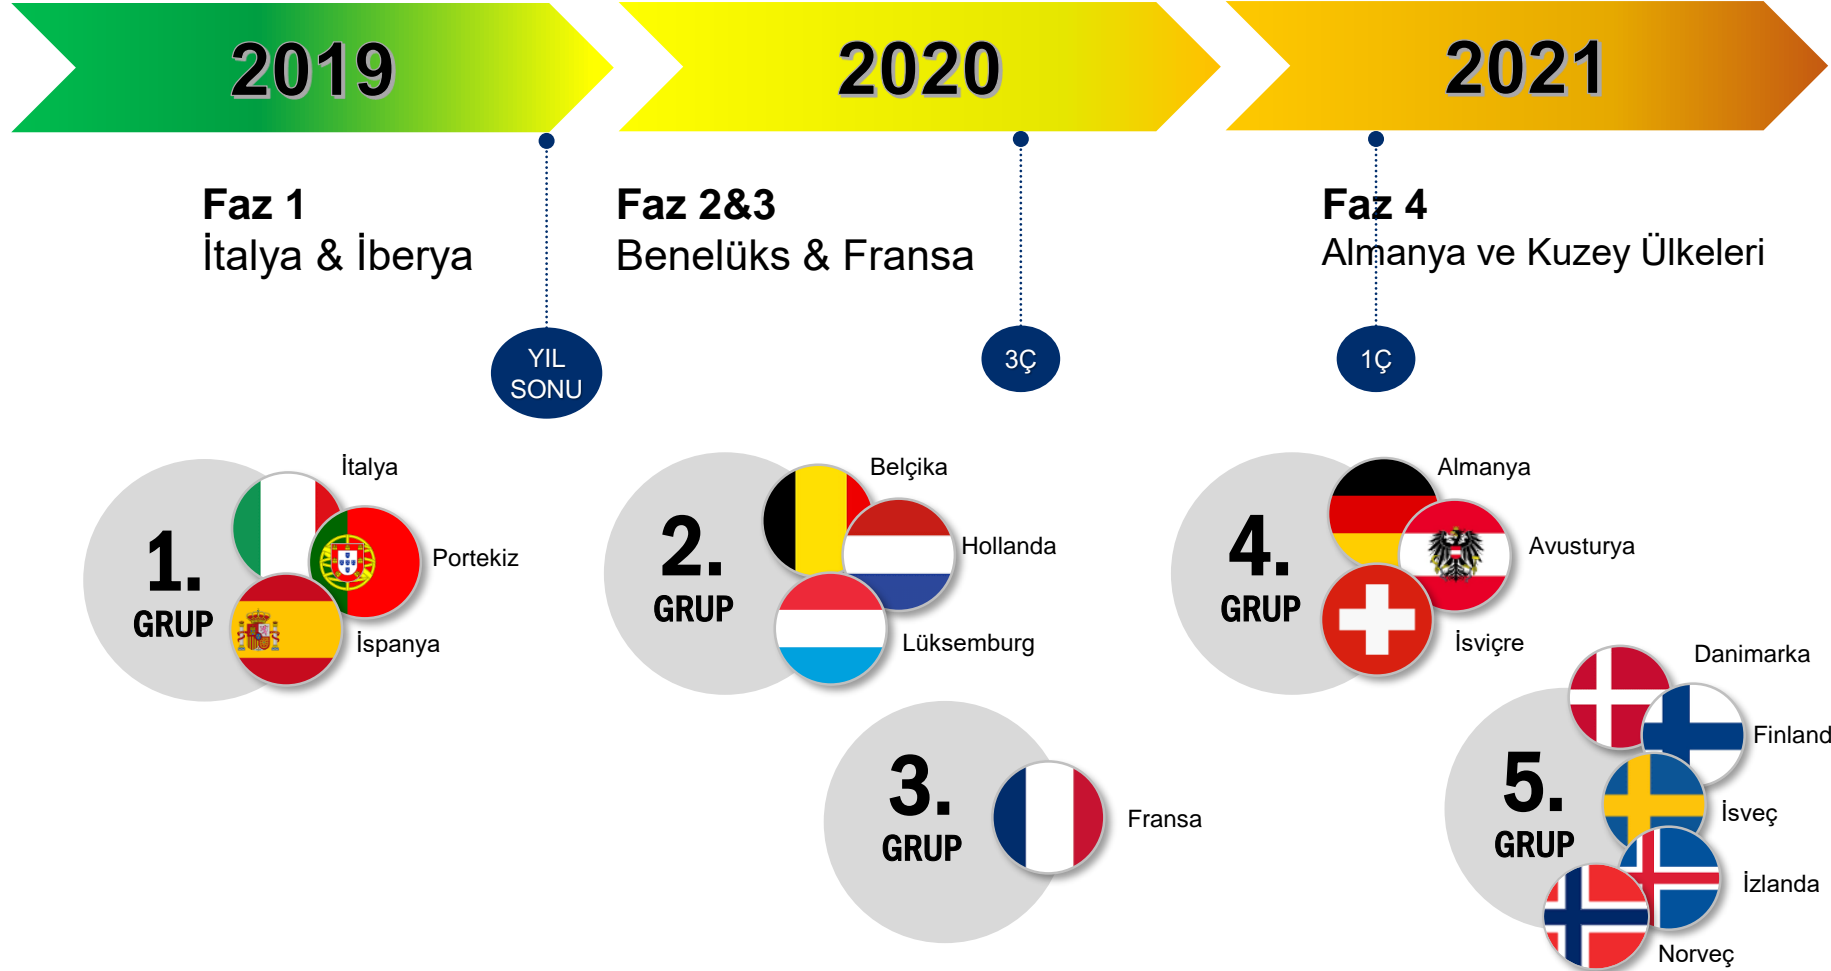 2019
2020
2021
Faz 1
İtalya & İberya
Faz 2&3
Benelüks & Fransa
Faz 4
Almanya ve Kuzey Ülkeleri
YIL
SONU
3Ç
1Ç
1.
GRUP
İtalya
Portekiz
İspanya
2.
GRUP
Belçika
Hollanda
Lüksemburg
3.
GRUP
Fransa
4.
GRUP
Almanya
Avusturya
İsviçre
5.
GRUP
Danimarka
Finland
İsveç
İzlanda
Norveç